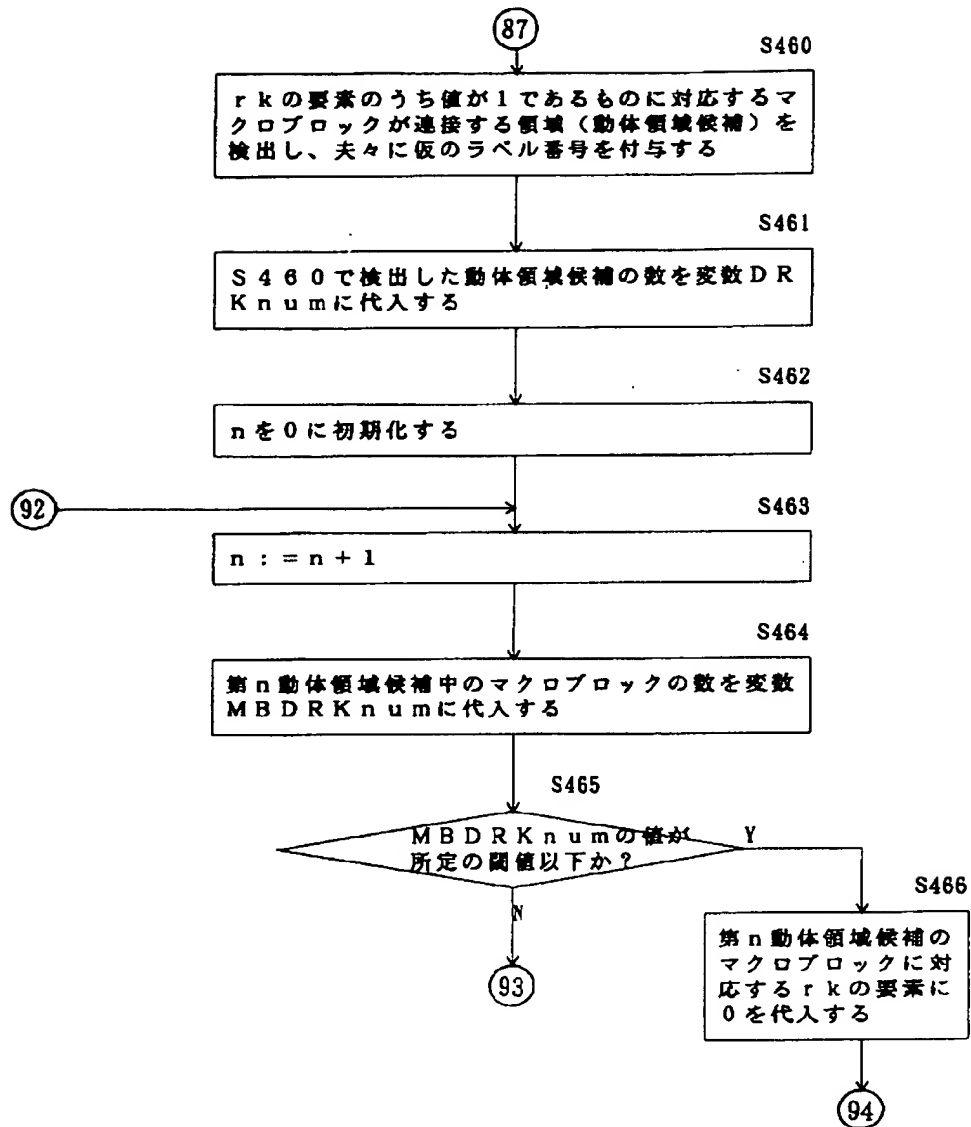 87
S460
rkの要素のうち値が1であるものに対応するマ
クロブロックが連接する領域（動体領域候補）を
検出し、夫々に仮のラベル番号を付与する
S461
S460で検出した動体領域候補の数を変数DR
Knumに代入する
S462
nを0に初期化する
92
S463
n:=n+1
S464
第n動体領域候補中のマクロブロックの数を変数
MBDRKnumに代入する
S465
MBDRKnumの値が
所定の閾値以下か?
Y
N
S466
第n動体領域候補の
マクロブロックに対
応するrkの要素に
0を代入する
93
94